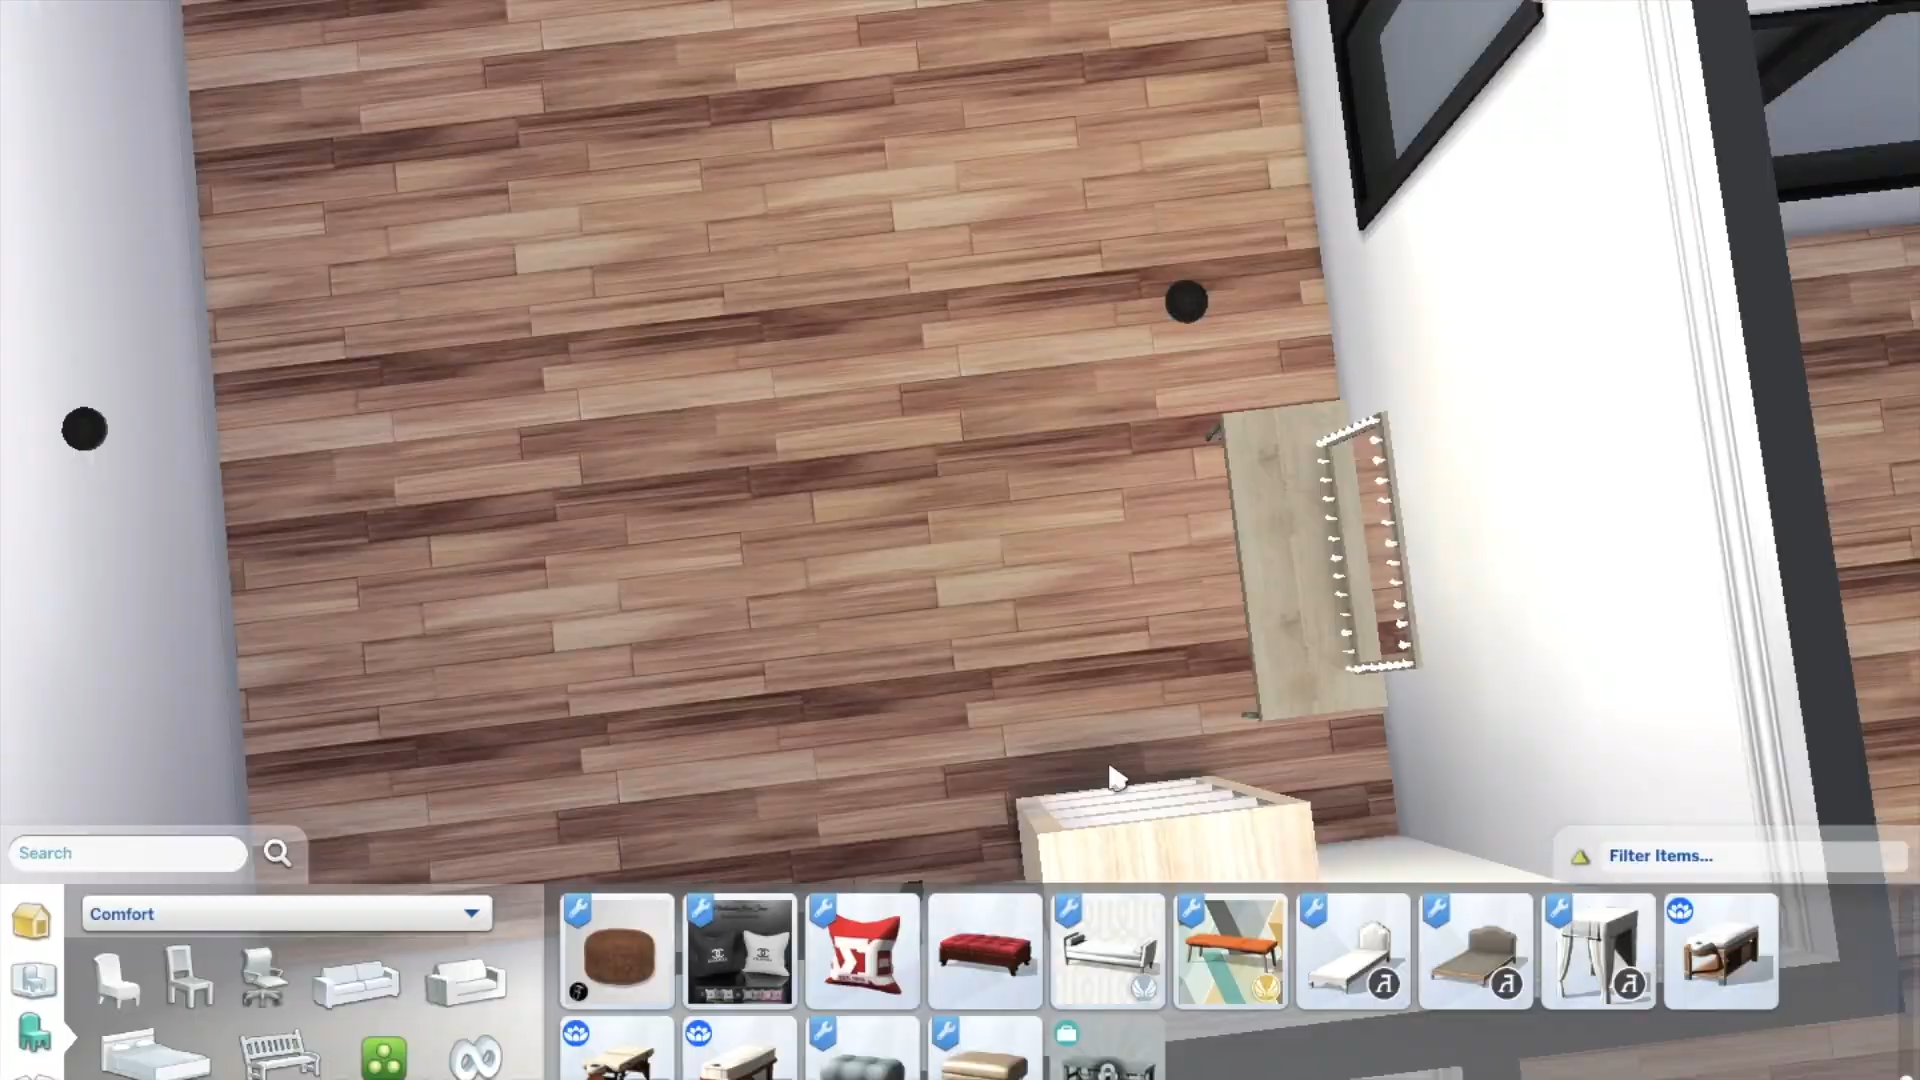 Search
Filter Items...
Comfort
a
a
a